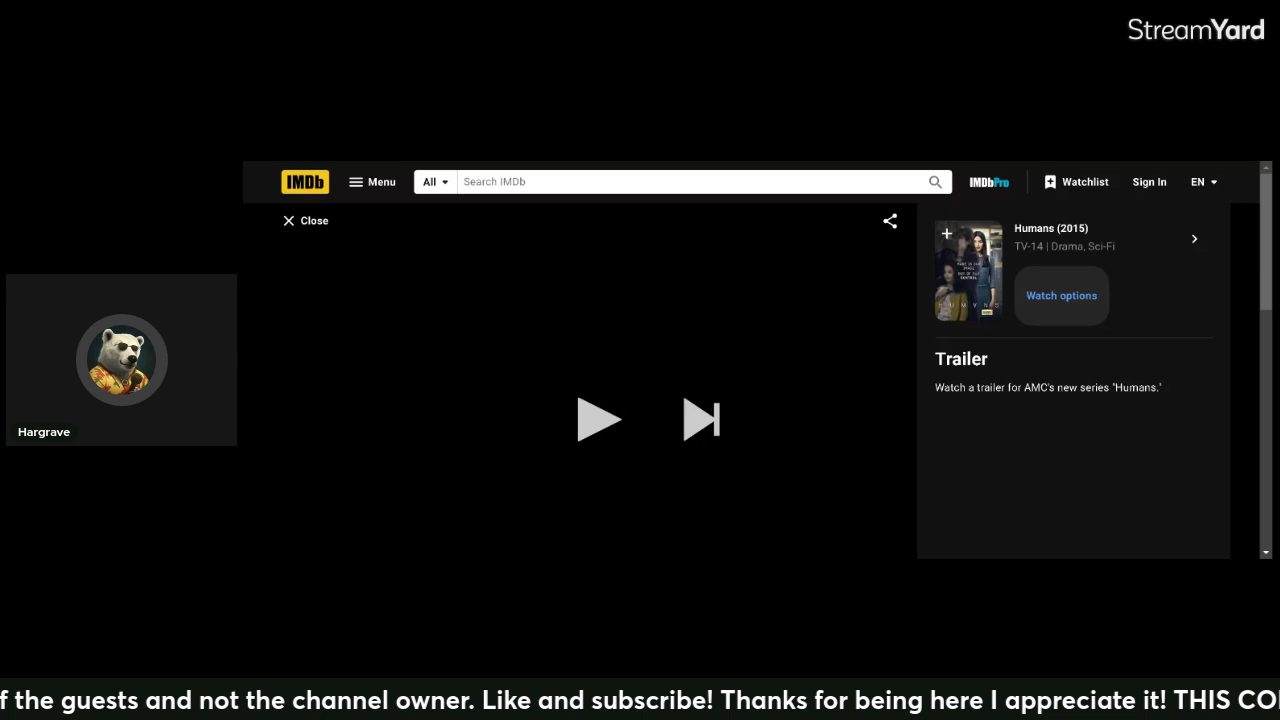 StreamYard
IMDb
Menu
All
Search IMDb
IMDbPro
Watchlist
Sign In
EN
Close
Humans (2015)
TV-14 | Drama, Sci-Fi
Watch options
Trailer
Watch a trailer for AMC's new series "Humans."
Hargrave
f the guests and not the channel owner. Like and subscribe! Thanks for being here I appreciate it! THIS CO